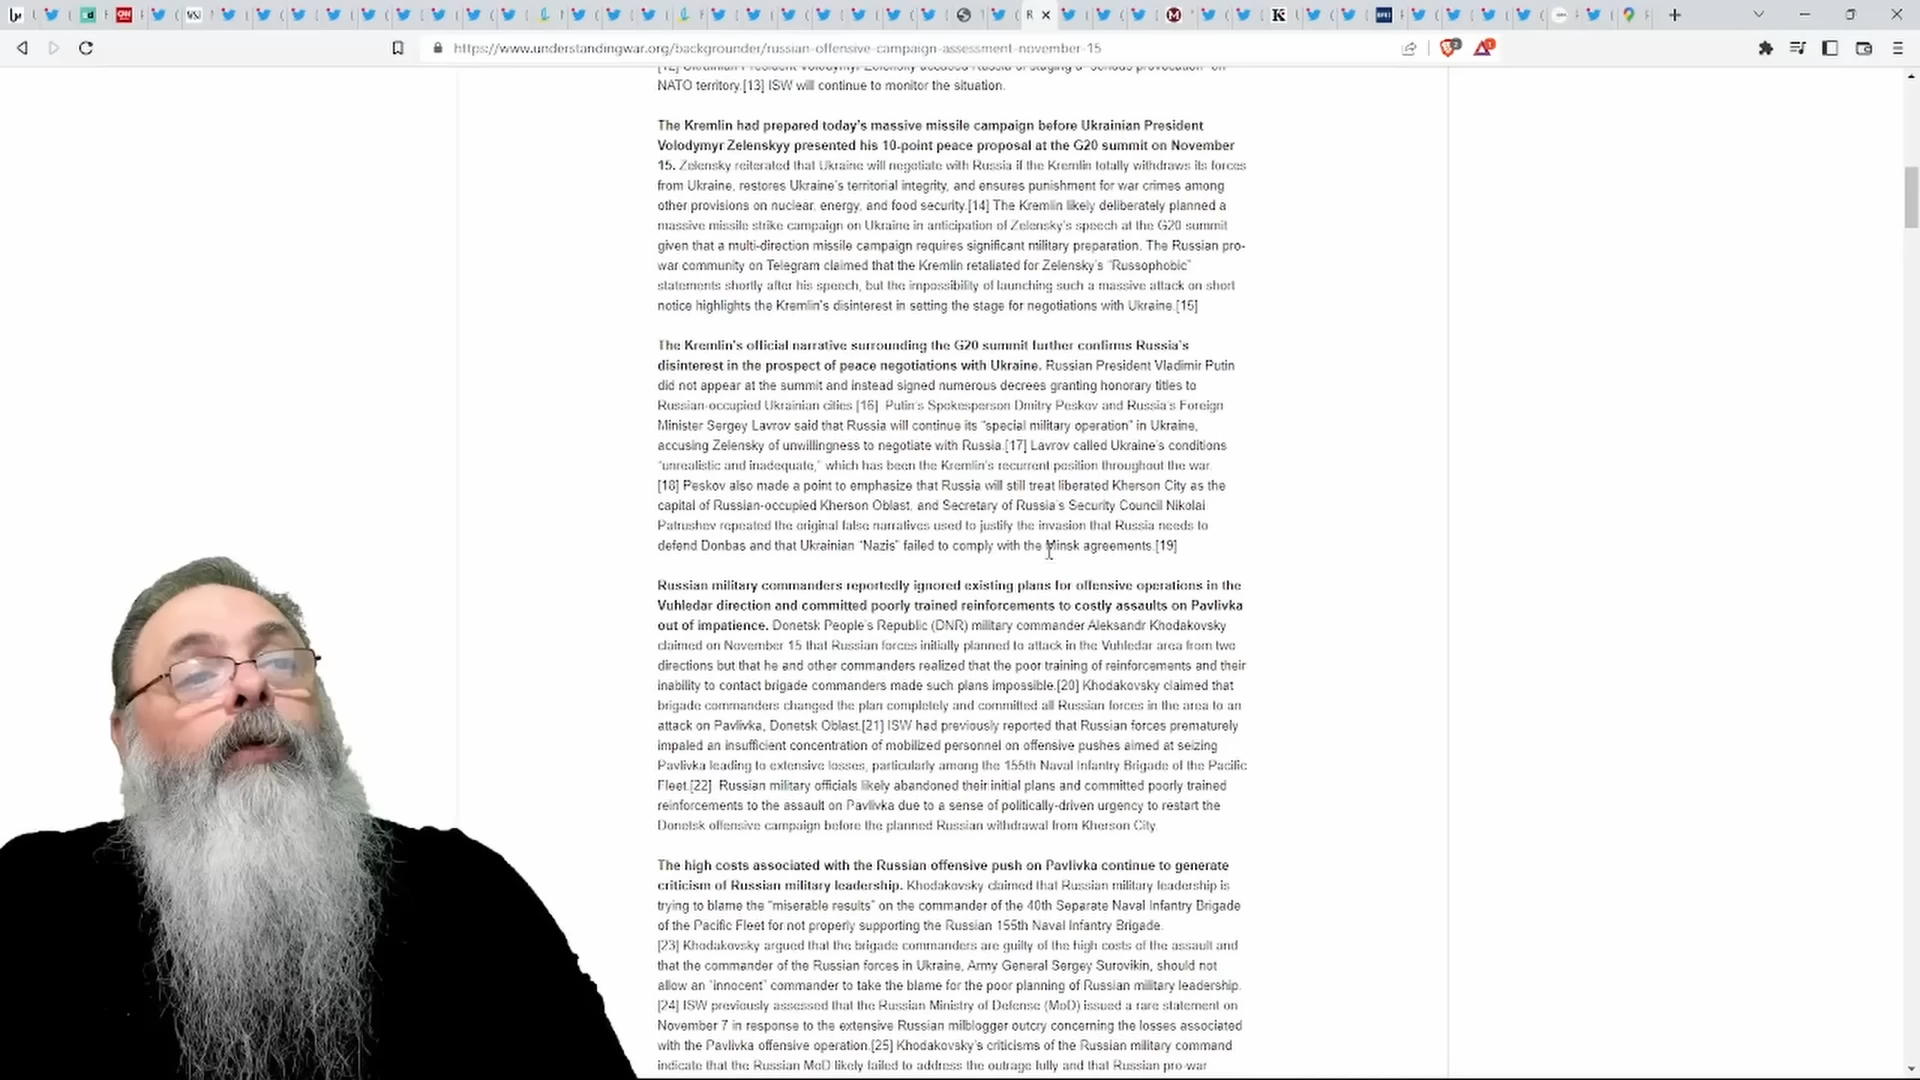 https://www.understandingwar.org/backgrounder/russian-offensive-campaign-assessment-november-15
[12] Ukrainian President Volodymyr Zelensky accused Russia of staging a "serious provocation" on
NATO territory.[13] ISW will continue to monitor the situation.
The Kremlin had prepared today's massive missile campaign before Ukrainian President
Volodymyr Zelenskyy presented his 10-point peace proposal at the G20 summit on November
15. Zelensky reiterated that Ukraine will negotiate with Russia if the Kremlin totally withdraws its forces
from Ukraine, restores Ukraine's territorial integrity, and ensures punishment for war crimes among
other provisions on nuclear, energy, and food security.[14] The Kremlin likely deliberately planned a
massive missile strike campaign on Ukraine in anticipation of Zelensky's speech at the G20 summit
given that a multi-direction missile campaign requires significant military preparation. The Russian pro-
war community on Telegram claimed that the Kremlin retaliated for Zelensky's "Russophobic"
statements shortly after his speech, but the impossibility of launching such a massive attack on short
notice highlights the Kremlin's disinterest in setting the stage for negotiations with Ukraine.[15]
The Kremlin's official narrative surrounding the G20 summit further confirms Russia's
disinterest in the prospect of peace negotiations with Ukraine. Russian President Vladimir Putin
did not appear at the summit and instead signed numerous decrees granting honorary titles to
Russian-occupied Ukrainian cities.[16] Putin's Spokesperson Dmitry Peskov and Russia's Foreign
Minister Sergey Lavrov said that Russia will continue its "special military operation" in Ukraine,
accusing Zelensky of unwillingness to negotiate with Russia.[17] Lavrov called Ukraine's conditions
"unrealistic and inadequate," which has been the Kremlin's recurrent position throughout the war.
[18] Peskov also made a point to emphasize that Russia will still treat liberated Kherson City as the
capital of Russian-occupied Kherson Oblast, and Secretary of Russia's Security Council Nikolai
Patrushev repeated the original false narratives used to justify the invasion that Russia needs to
defend Donbas and that Ukrainian "Nazis" failed to comply with the Minsk agreements.[19]
Russian military commanders reportedly ignored existing plans for offensive operations in the
Vuhledar direction and committed poorly trained reinforcements to costly assaults on Pavlivka
out of impatience. Donetsk People's Republic (DNR) military commander Aleksandr Khodakovsky
claimed on November 15 that Russian forces initially planned to attack in the Vuhledar area from two
directions but that he and other commanders realized that the poor training of reinforcements and their
inability to contact brigade commanders made such plans impossible.[20] Khodakovsky claimed that
brigade commanders changed the plan completely and committed all Russian forces in the area to an
attack on Pavlivka, Donetsk Oblast.[21] ISW had previously reported that Russian forces prematurely
impaled an insufficient concentration of mobilized personnel on offensive pushes aimed at seizing
Pavlivka leading to extensive losses, particularly among the 155th Naval Infantry Brigade of the Pacific
Fleet.[22] Russian military officials likely abandoned their initial plans and committed poorly trained
reinforcements to the assault on Pavlivka due to a sense of politically-driven urgency to restart the
Donetsk offensive campaign before the planned Russian withdrawal from Kherson City.
The high costs associated with the Russian offensive push on Pavlivka continue to generate
criticism of Russian military leadership. Khodakovsky claimed that Russian military leadership is
trying to blame the "miserable results" on the commander of the 40th Separate Naval Infantry Brigade
of the Pacific Fleet for not properly supporting the Russian 155th Naval Infantry Brigade.
[23] Khodakovsky argued that the brigade commanders are guilty of the high costs of the assault and
that the commander of the Russian forces in Ukraine, Army General Sergey Surovikin, should not
allow an "innocent" commander to take the blame for the poor planning of Russian military leadership.
[24] ISW previously assessed that the Russian Ministry of Defense (MoD) issued a rare statement on
November 7 in response to the extensive Russian milblogger outcry concerning the losses associated
with the Pavlivka offensive operation.[25] Khodakovsky's criticisms of the Russian military command
indicate that the Russian MoD likely failed to address the outrage fully and that Russian pro-war